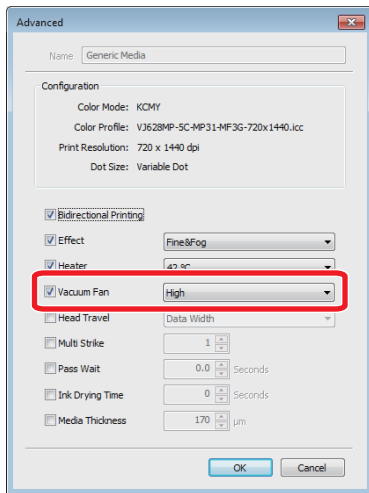 Advanced
Name Generic Media
Configuration
Color Mode: KCMY
Color Profile: VJ628MP-5C-MP31-MF3G-720x1440.icc
Print Resolution: 720 x 1440 dpi
Dot Size: Variable Dot
Bidirectional Printing
Effect Fine&Fog
Heater 42 ºC
Vacuum Fan High
Head Travel Data Width
Multi Strike 1
Pass Wait 0.0 Seconds
Ink Drying Time 0 Seconds
Media Thickness 170 µm
OK Cancel